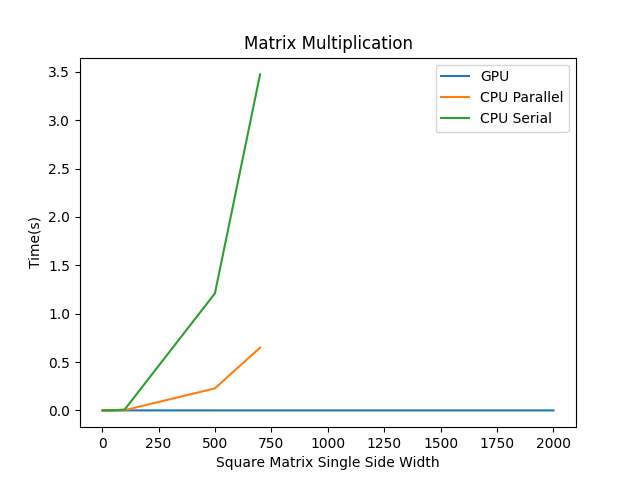 Matrix Multiplication
GPU
CPU Parallel
CPU Serial
3.5
3.0
2.5
2.0
1.5
1.0
0.5
0.0
Time(s)
0 250 500 750 1000 1250 1500 1750 2000
Square Matrix Single Side Width